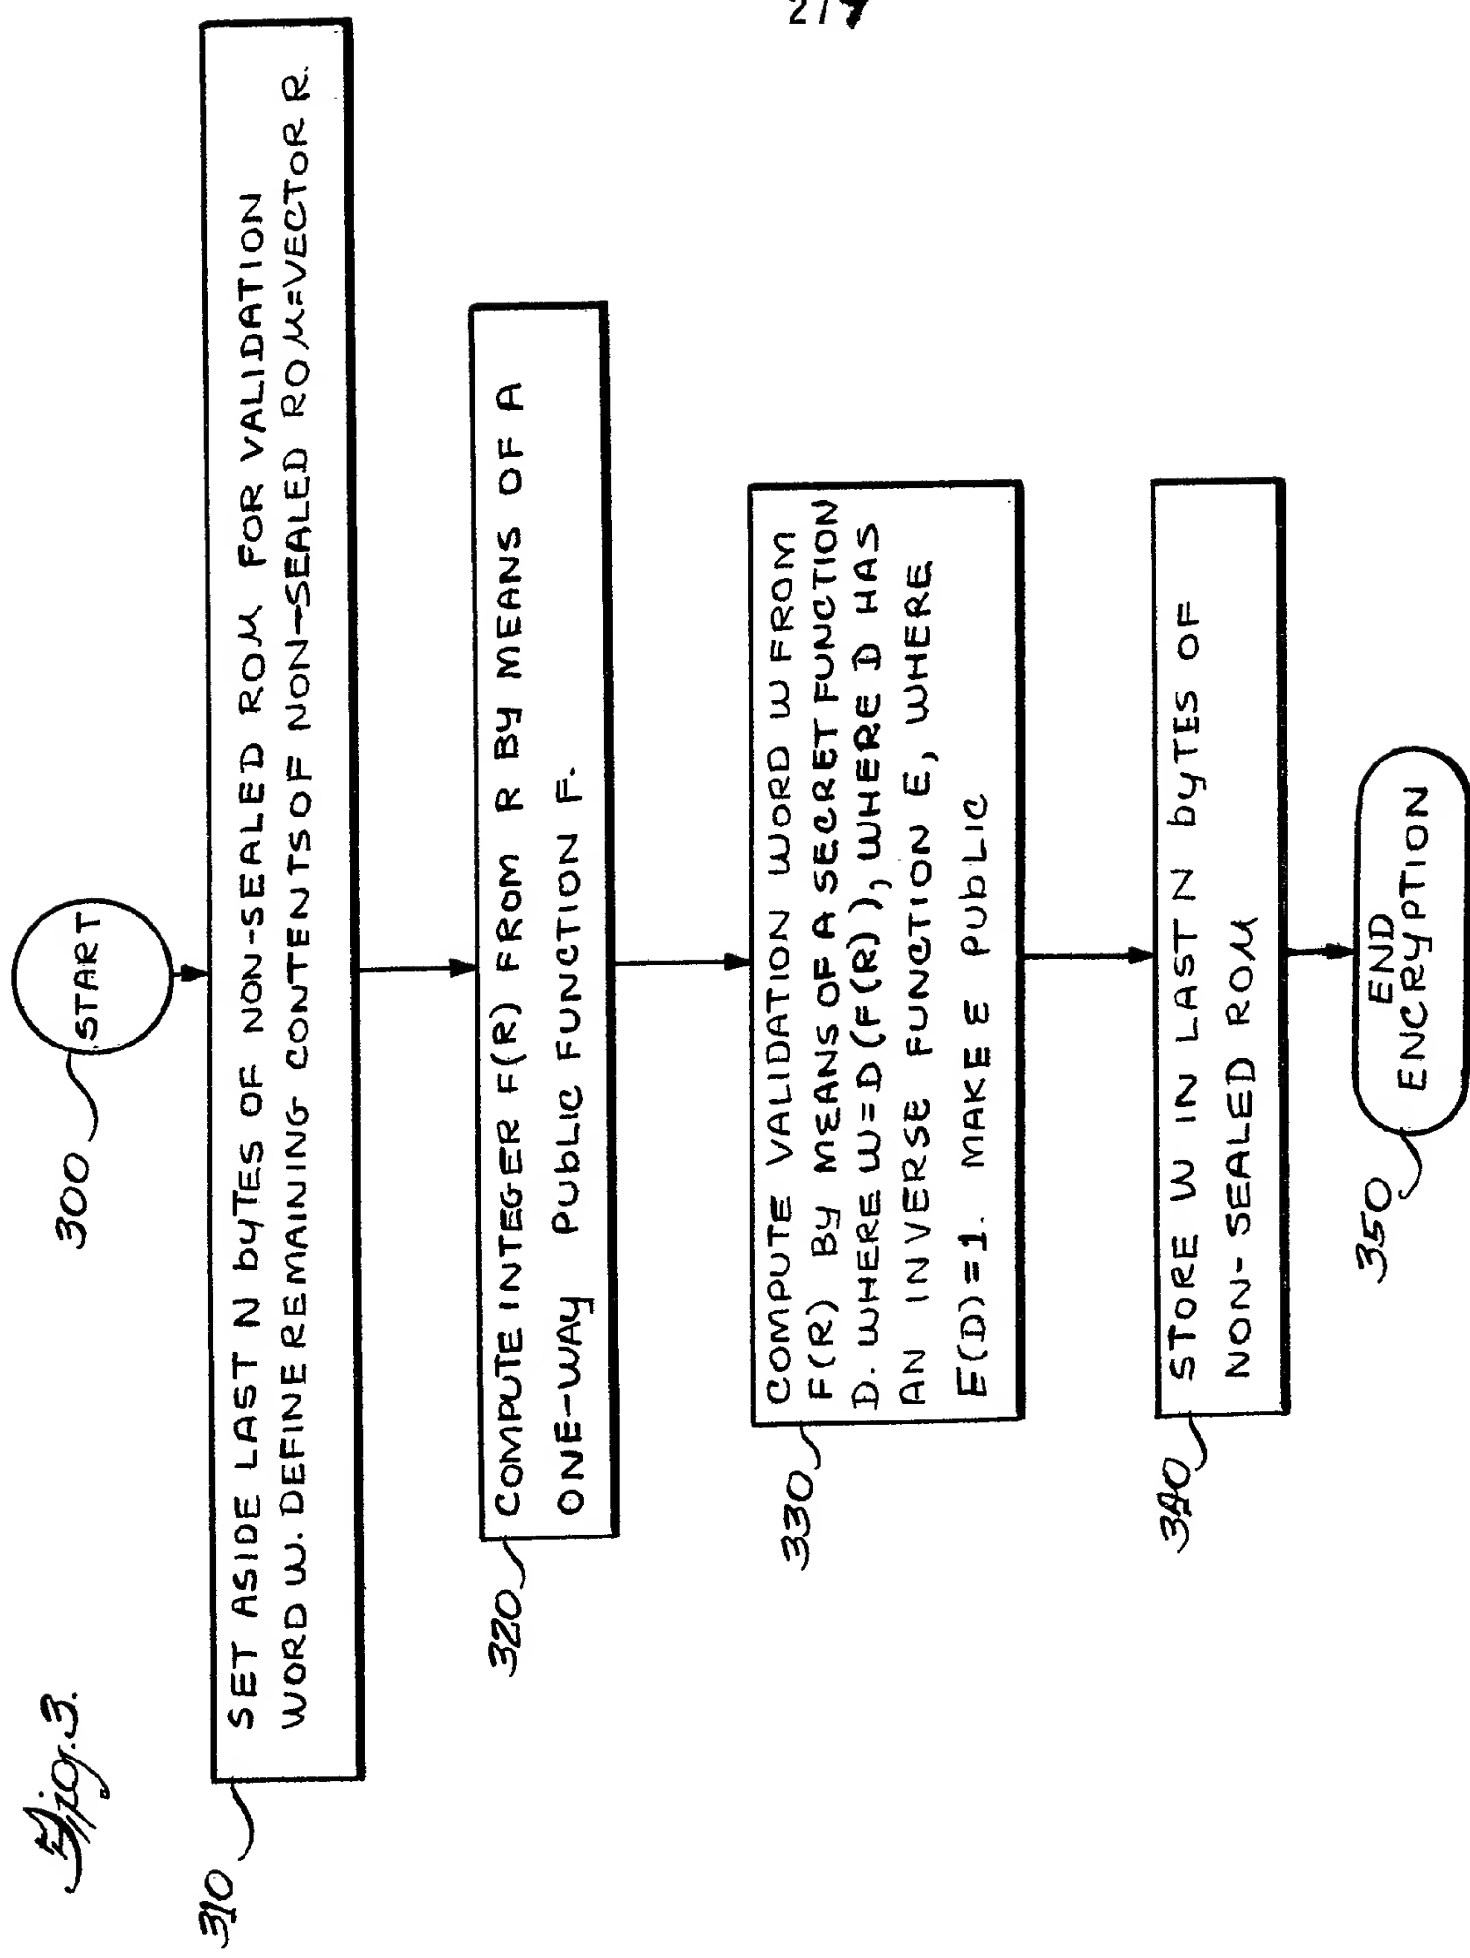 Fig. 3.
300
START
310
SET ASIDE LAST N bYTES OF NON-SEALED ROM FOR VALIDATION
WORD W. DEFINE REMAINING CONTENTS OF NON-SEALED ROM=VECTOR R.
320
COMPUTE INTEGER F(R) FROM R BY MEANS OF A
ONE-WAY PUBLIC FUNCTION F.
330
COMPUTE VALIDATION WORD W FROM
F(R) BY MEANS OF A SECRET FUNCTION
D. WHERE W=D(F(R)), WHERE D HAS
AN INVERSE FUNCTION E, WHERE
E(D)=1. MAKE E PUBLIC
340
STORE W IN LAST N bYTES OF
NON-SEALED ROM
350
END
ENCRYPTION